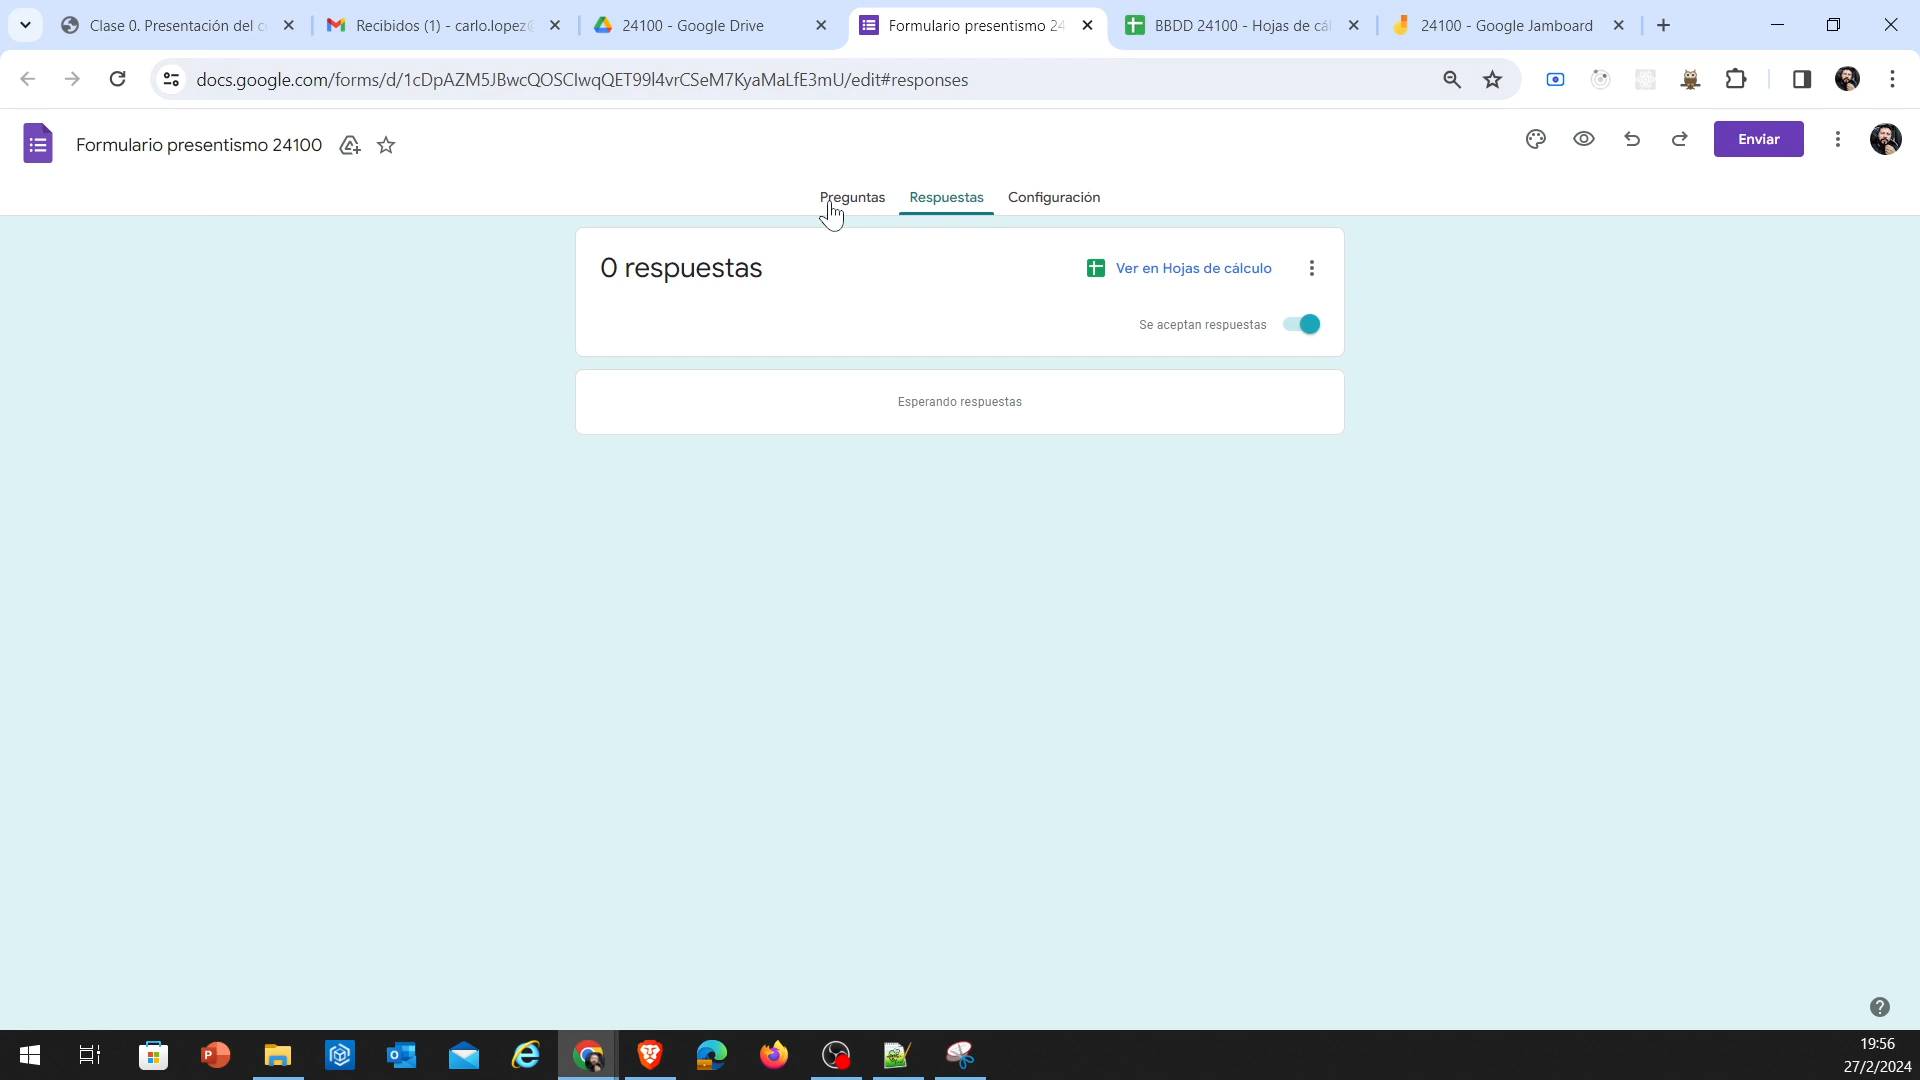 Clase 0. Presentación del c
Recibidos (1) - carlo.lopez
24100 - Google Drive
Formulario presentismo 24
BBDD 24100 - Hojas de cál
24100 - Google Jamboard
docs.google.com/forms/d/1cDpAZM5JBwcQOSCIwqQET99l4vrCSeM7KyaMaLfE3mU/edit#responses
Formulario presentismo 24100
Enviar
Preguntas
Respuestas
Configuración
0 respuestas
Ver en Hojas de cálculo
Se aceptan respuestas
Esperando respuestas
19:56
27/2/2024